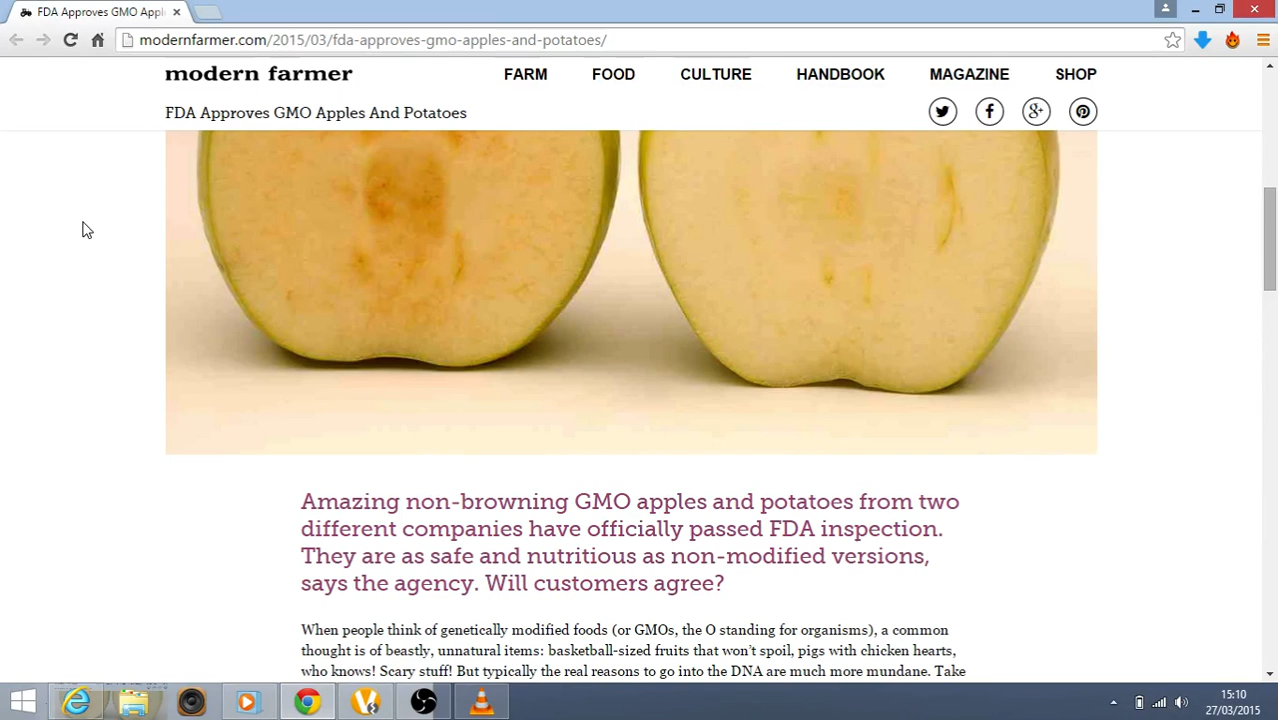 FDA Approves GMO Appl
modernfarmer.com/2015/03/fda-approves-gmo-apples-and-potatoes/
modern farmer
FARM FOOD CULTURE HANDBOOK MAGAZINE SHOP
FDA Approves GMO Apples And Potatoes
Amazing non-browning GMO apples and potatoes from two
different companies have officially passed FDA inspection.
They are as safe and nutritious as non-modified versions,
says the agency. Will customers agree?
When people think of genetically modified foods (or GMOs, the O standing for organisms), a common
thought is of beastly, unnatural items: basketball-sized fruits that won't spoil, pigs with chicken hearts,
who knows! Scary stuff! But typically the real reasons to go into the DNA are much more mundane. Take
15:10
27/03/2015